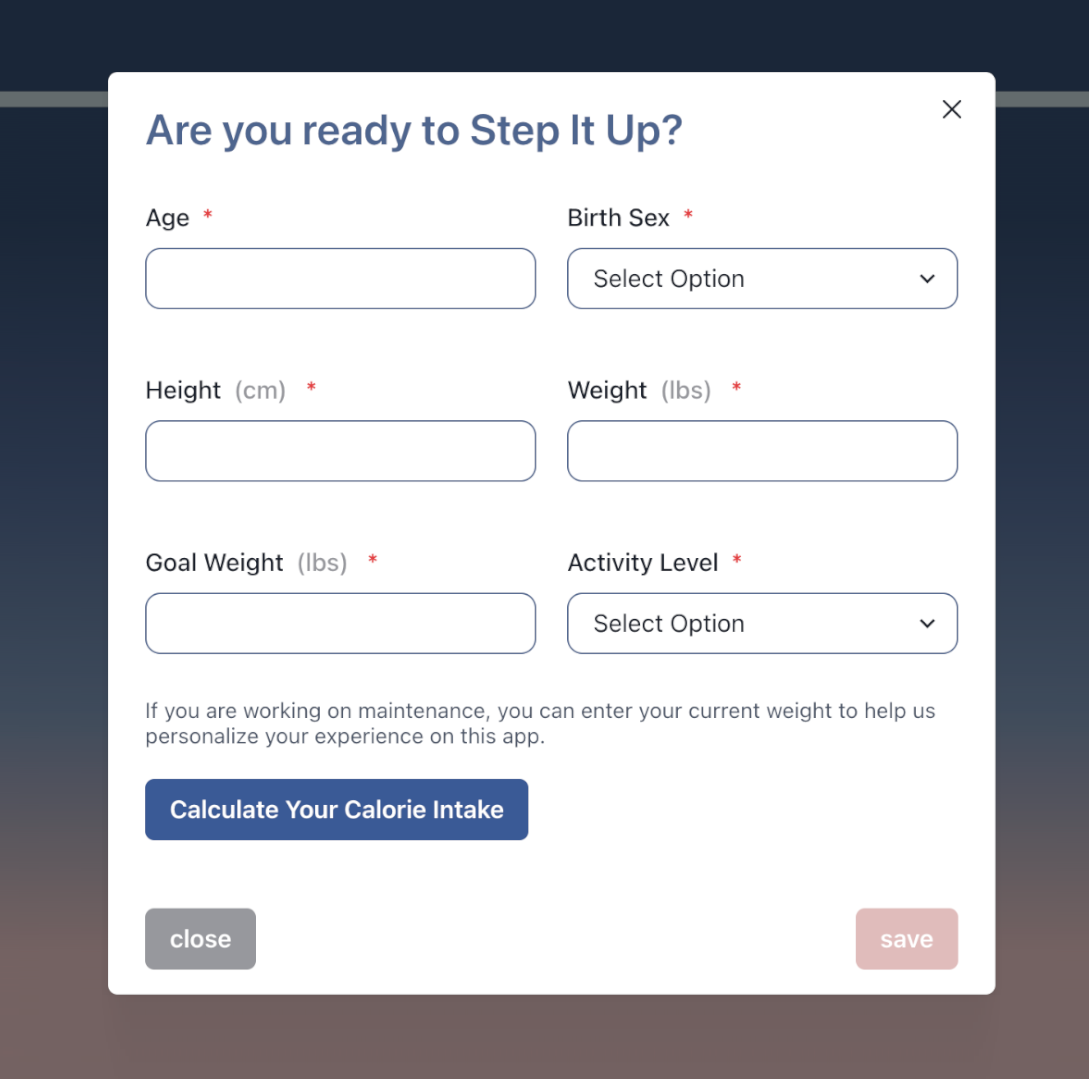 Are you ready to Step It Up?
Age *
Birth Sex *
Select Option
Height (cm) *
Weight (lbs) *
Goal Weight (lbs) *
Activity Level *
Select Option
If you are working on maintenance, you can enter your current weight to help us
personalize your experience on this app.
Calculate Your Calorie Intake
close
save